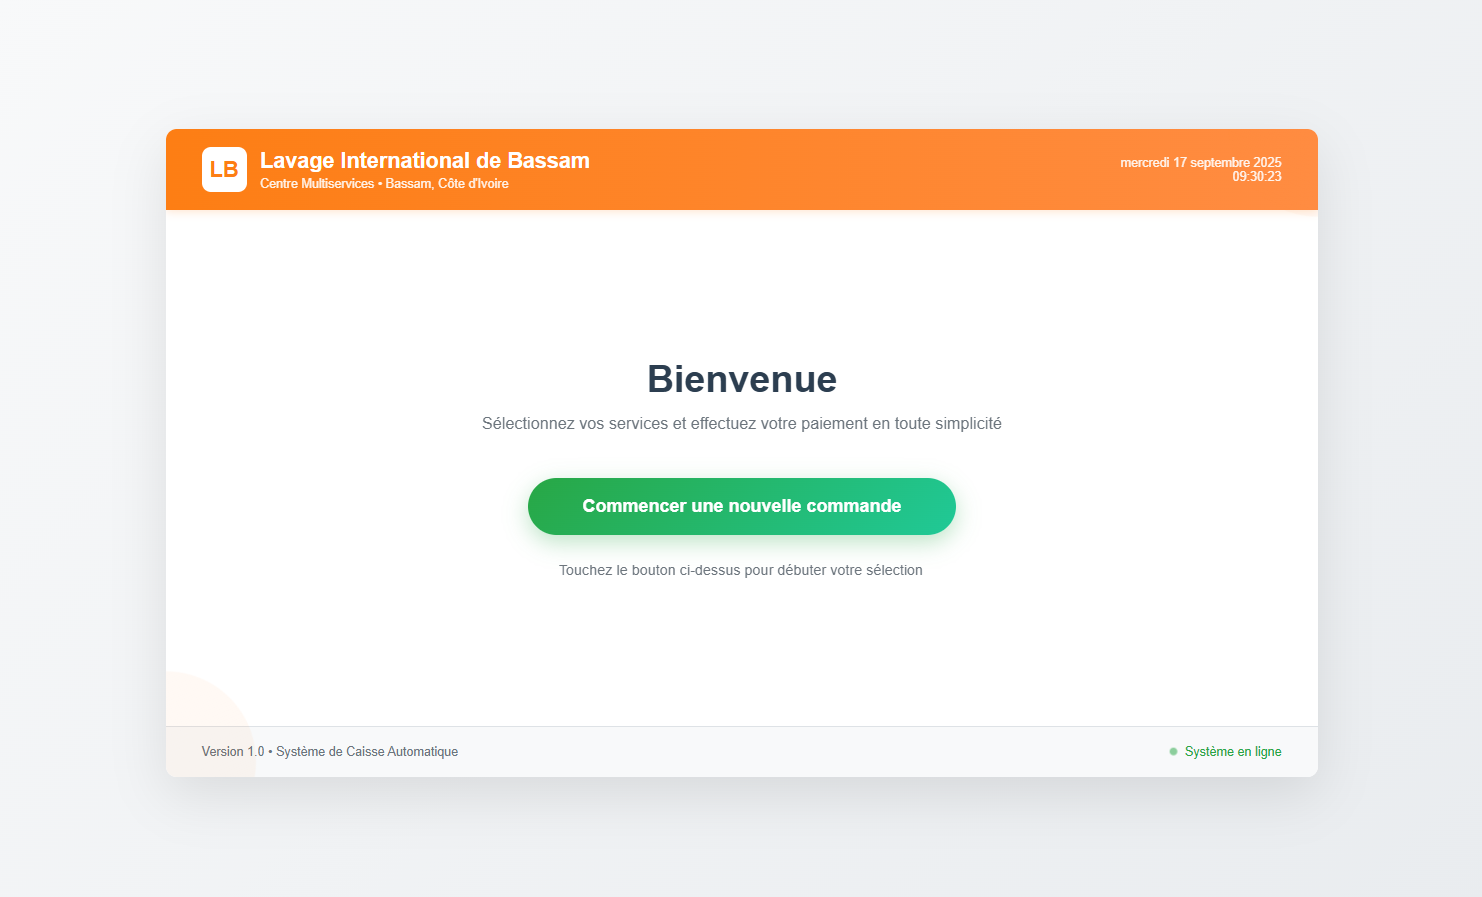 LB
Lavage International de Bassam
Centre Multiservices • Bassam, Côte d'Ivoire
mercredi 17 septembre 2025
09:30:23
Bienvenue
Sélectionnez vos services et effectuez votre paiement en toute simplicité
Commencer une nouvelle commande
Touchez le bouton ci-dessus pour débuter votre sélection
Version 1.0 • Système de Caisse Automatique
Système en ligne